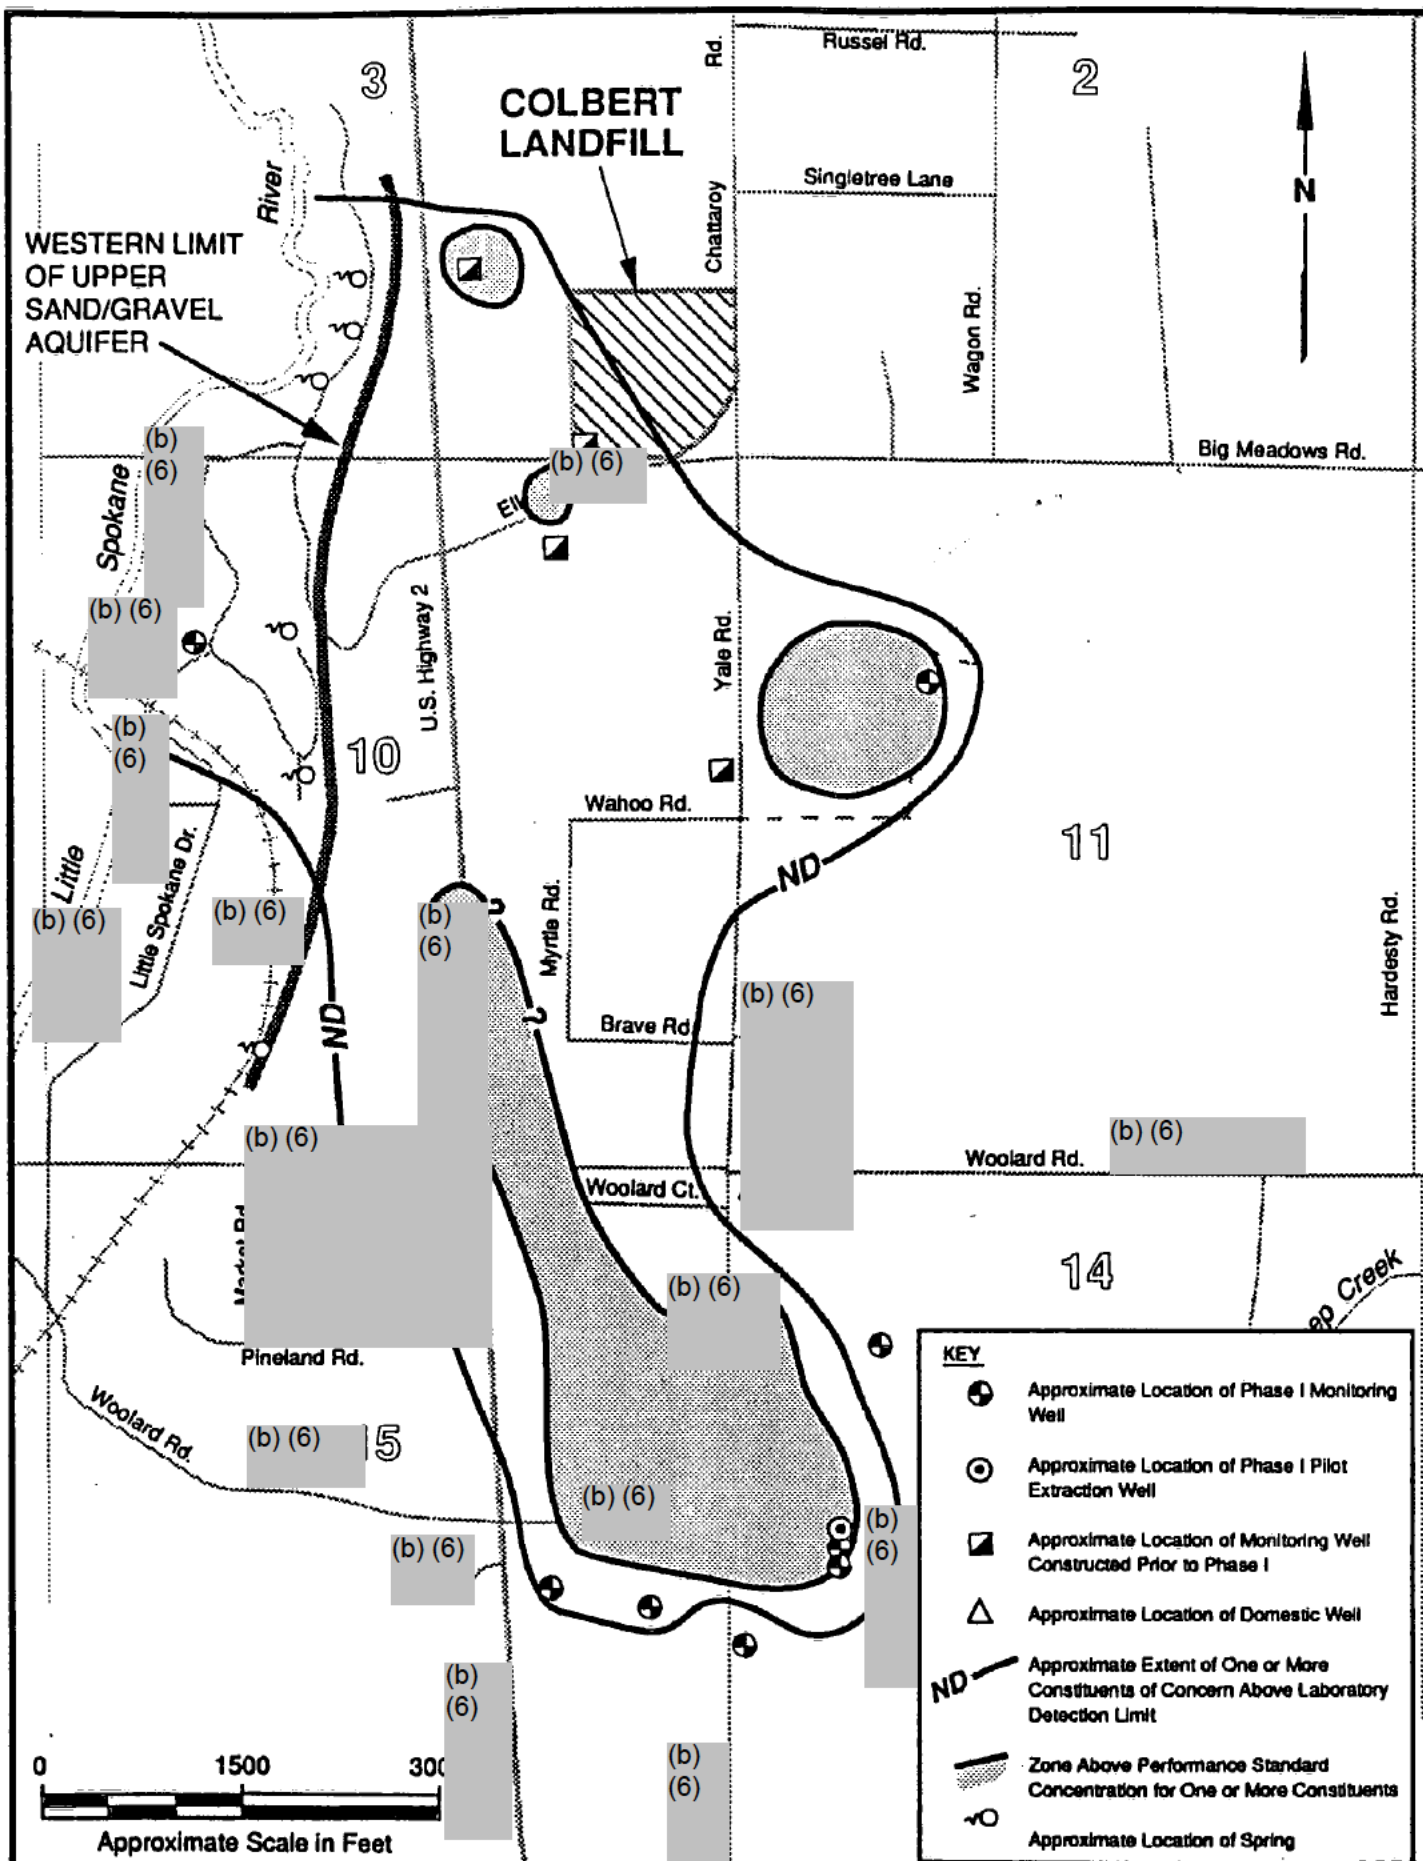 3
2
Rd.
Russel Rd.
COLBERT
LANDFILL
N
River
Chattaroy
Singletree Lane
WESTERN LIMIT
OF UPPER
SAND/GRAVEL
AQUIFER
Wagon Rd.
(b)
(6)
(b) (6)
Big Meadows Rd.
Spokane
Ell
(b) (6)
U.S. Highway 2
Yale Rd.
(b)
(6)
10
Wahoo Rd.
11
Little
Little Spokane Dr.
ND
(b) (6)
(b) (6)
(b)
(6)
?
Myrtle Rd.
Hardesty Rd.
ND
?
Brave Rd.
(b) (6)
(b) (6)
(b) (6)
Woolard Rd.
Woolard Ct.
Market Rd.
14
(b) (6)
ep Creek
Pineland Rd.
Woolard Rd.
(b) (6)
5
(b) (6)
(b)
(6)
(b) (6)
(b)
(6)
(b)
(6)
KEY
Approximate Location of Phase I Monitoring
Well
Approximate Location of Phase I Pilot
Extraction Well
Approximate Location of Monitoring Well
Constructed Prior to Phase I
Approximate Location of Domestic Well
ND
Approximate Extent of One or More
Constituents of Concern Above Laboratory
Detection Limit
Zone Above Performance Standard
Concentration for One or More Constituents
Approximate Location of Spring
0 1500 300
Approximate Scale in Feet